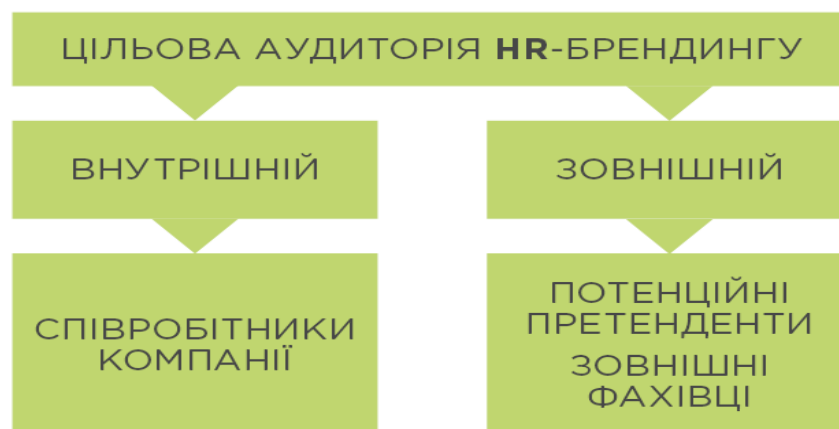 ЦІЛЬОВА АУДИТОРІЯ HR-БРЕНДИНГУ
ВНУТРІШНІЙ
ЗОВНІШНІЙ
СПІВРОБІТНИКИ
КОМПАНІЇ
ПОТЕНЦІЙНІ
ПРЕТЕНДЕНТИ
ЗОВНІШНІ
ФАХІВЦІ